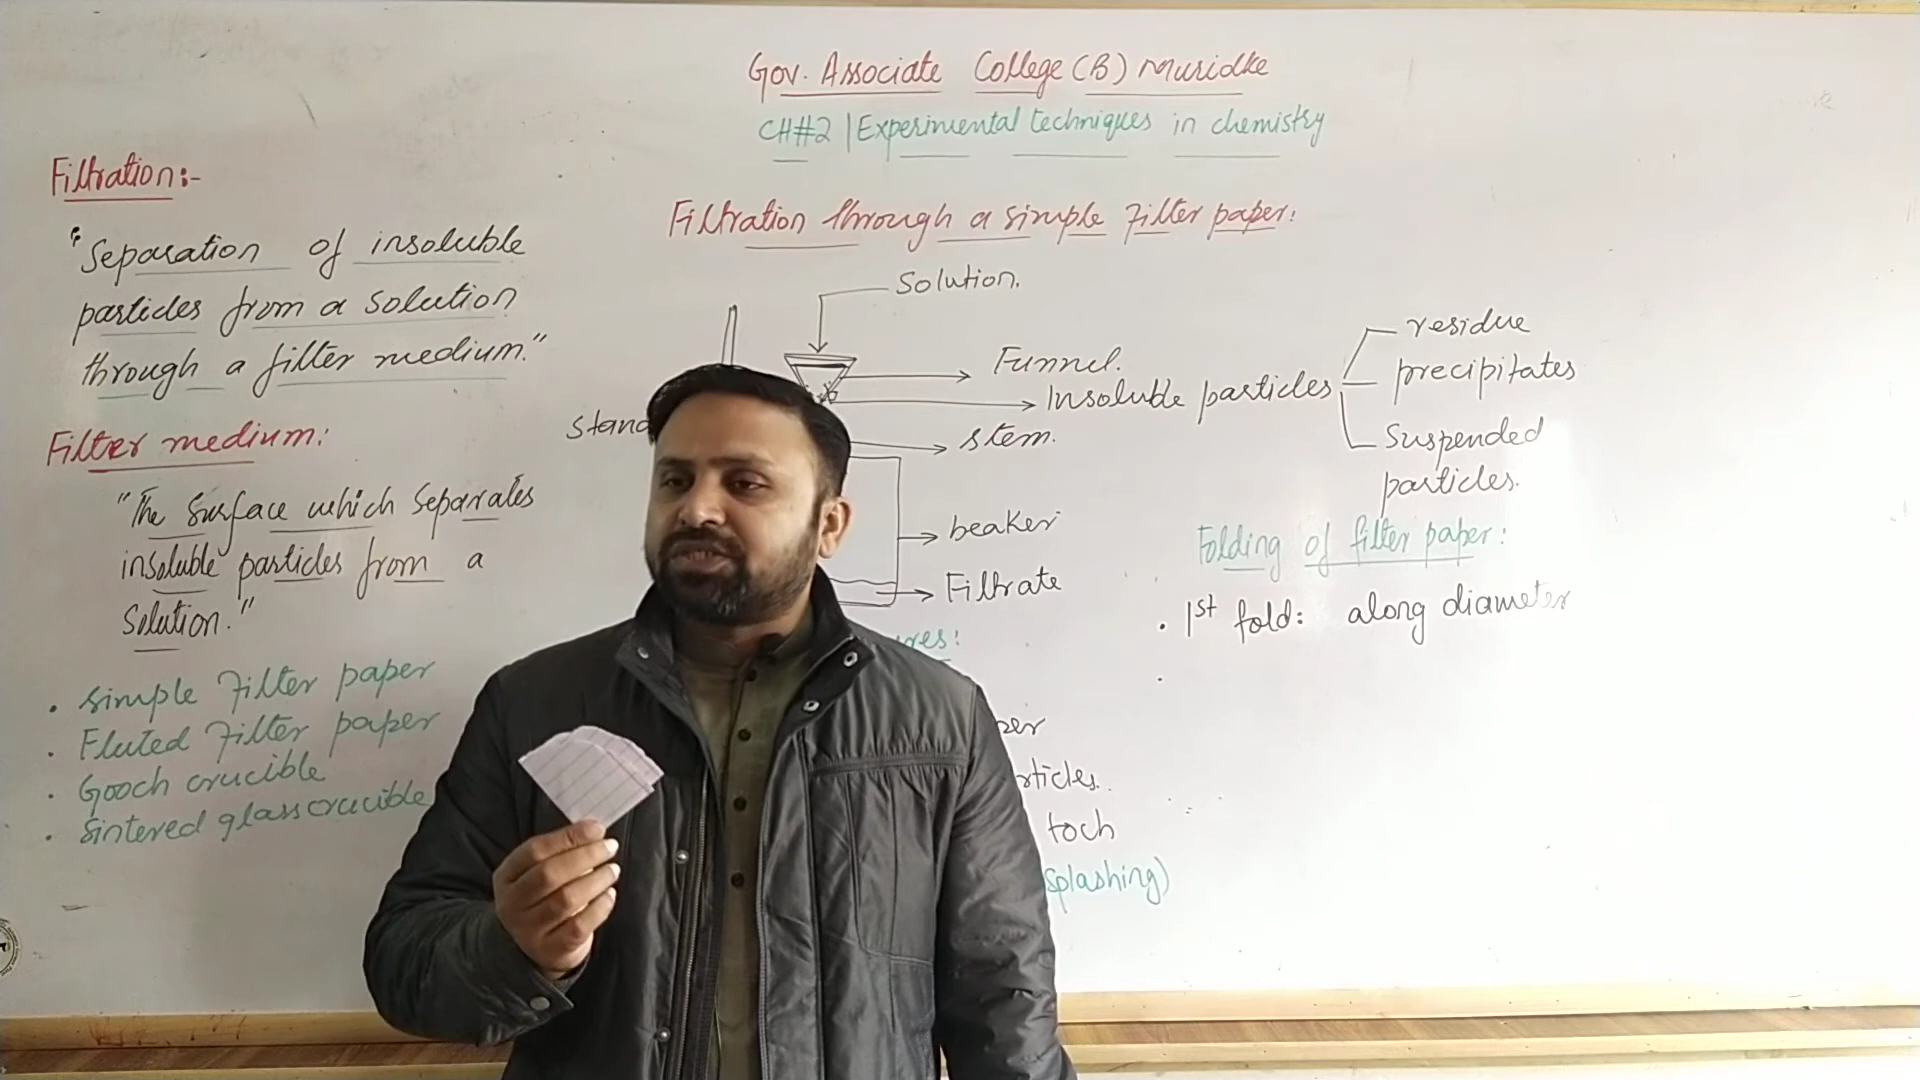 Gov. Associate College (B) Muridke
CH#2 | Experimental techniques in chemistry
Filtration:-
"Separation of insoluble
particles from a solution
through a filter medium."
Filter medium:
"The Surface which separates
insoluble particles from a
Solution."
• simple Filter paper
• Fluted Filter paper
• Gooch crucible
• Sintered glass crucible
Filtration through a simple Filter paper:
Solution.
Funnel.
Insoluble particles
residue
precipitates
Suspended
particles.
Stand
stem.
beaker
Filtrate
toch
splashing)
Folding of filter paper:
• 1st fold: along diameter
•